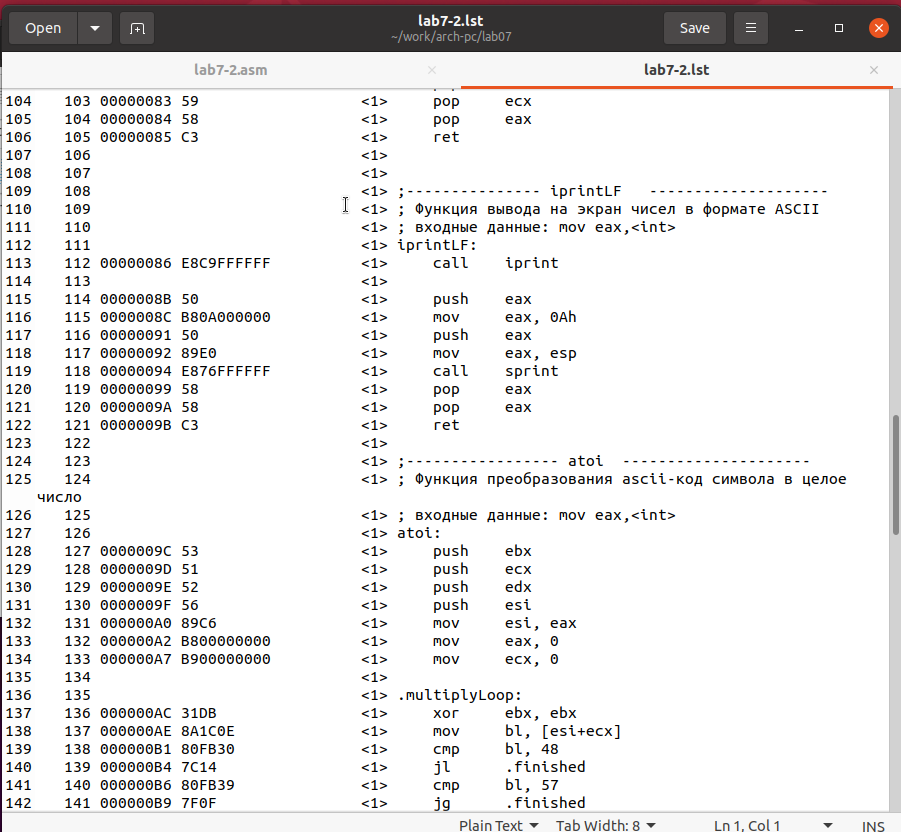 Open
lab7-2.lst
~/work/arch-pc/lab07
Save
lab7-2.asm
lab7-2.lst
104 103 00000083 59 <1> pop ecx
105 104 00000084 58 <1> pop eax
106 105 00000085 C3 <1> ret
107 106 <1>
108 107 <1>
109 108 <1> ;--------------- iprintLF --------------------
110 109 <1> ; Функция вывода на экран чисел в формате ASCII
111 110 <1> ; входные данные: mov eax,<int>
112 111 <1> iprintLF:
113 112 00000086 E8C9FFFFFF <1> call iprint
114 113 <1>
115 114 0000008B 50 <1> push eax
116 115 0000008C B80A000000 <1> mov eax, 0Ah
117 116 00000091 50 <1> push eax
118 117 00000092 89E0 <1> mov eax, esp
119 118 00000094 E876FFFFFF <1> call sprint
120 119 00000099 58 <1> pop eax
121 120 0000009A 58 <1> pop eax
122 121 0000009B C3 <1> ret
123 122 <1>
124 123 <1> ;----------------- atoi ---------------------
125 124 <1> ; Функция преобразования ascii-код символа в целое
число
126 125 <1> ; входные данные: mov eax,<int>
127 126 <1> atoi:
128 127 0000009C 53 <1> push ebx
129 128 0000009D 51 <1> push ecx
130 129 0000009E 52 <1> push edx
131 130 0000009F 56 <1> push esi
132 131 000000A0 89C6 <1> mov esi, eax
133 132 000000A2 B800000000 <1> mov eax, 0
134 133 000000A7 B900000000 <1> mov ecx, 0
135 134 <1>
136 135 <1> .multiplyLoop:
137 136 000000AC 31DB <1> xor ebx, ebx
138 137 000000AE 8A1C0E <1> mov bl, [esi+ecx]
139 138 000000B1 80FB30 <1> cmp bl, 48
140 139 000000B4 7C14 <1> jl .finished
141 140 000000B6 80FB39 <1> cmp bl, 57
142 141 000000B9 7F0F <1> jg .finished
Plain Text Tab Width: 8 Ln 1, Col 1 INS